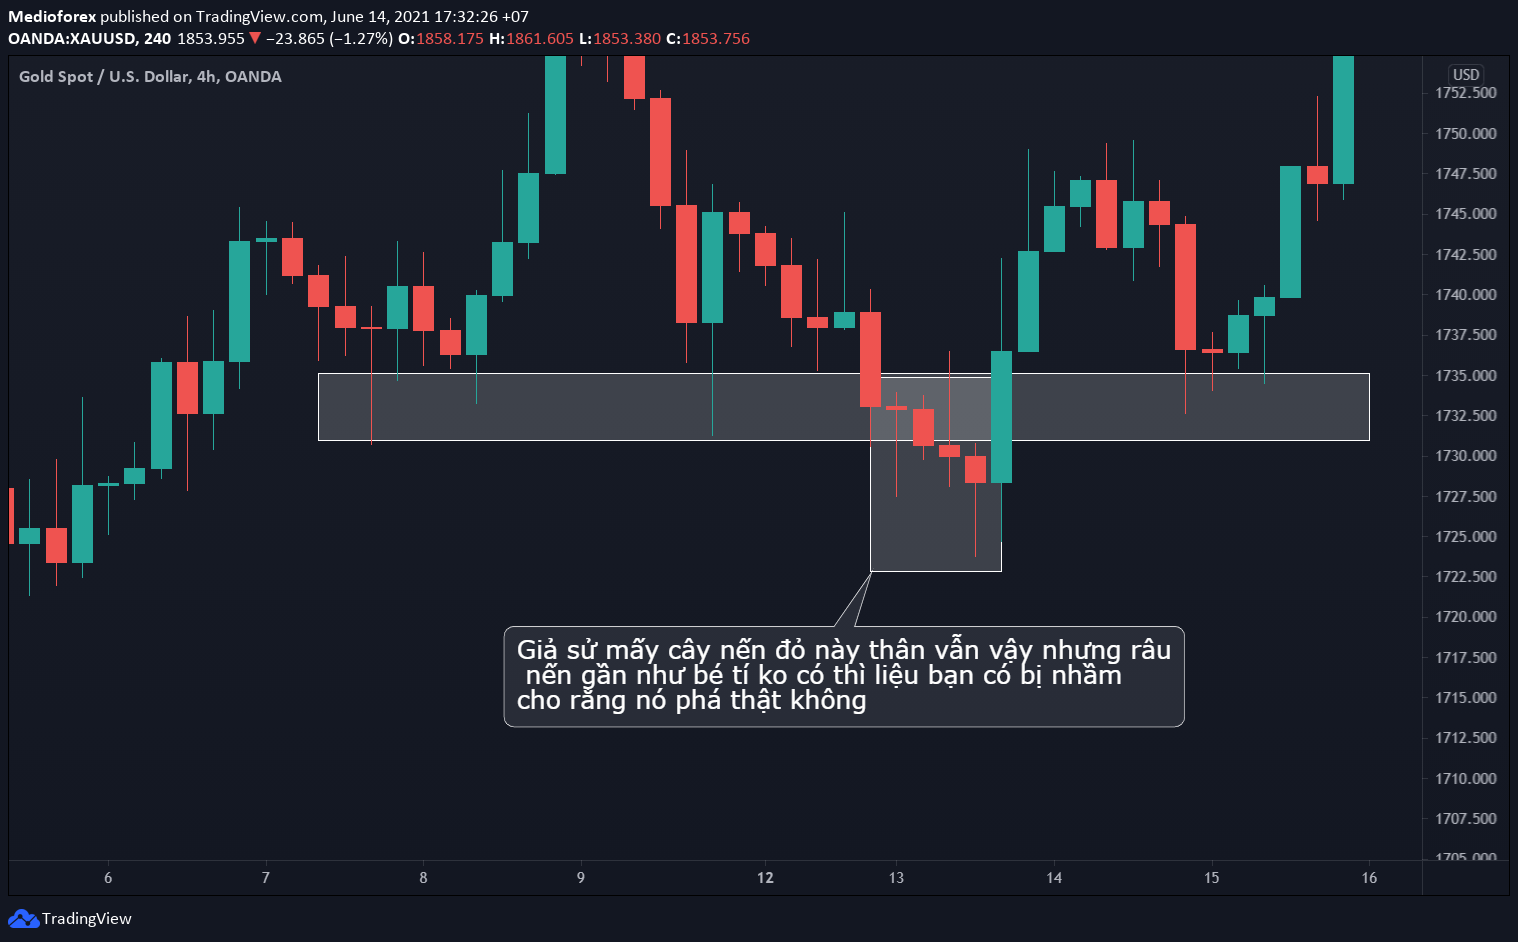 Medioforex published on TradingView.com, June 14, 2021 17:32:26 +07
OANDA:XAUUSD, 240 1853.955 ▼ −23.865 (−1.27%) O:1858.175 H:1861.605 L:1853.380 C:1853.756
Gold Spot / U.S. Dollar, 4h, OANDA
USD
1752.500
1750.000
1747.500
1745.000
1742.500
1740.000
1737.500
1735.000
1732.500
1730.000
1727.500
1725.000
1722.500
1720.000
1717.500
1715.000
1712.500
1710.000
1707.500
1705.000
Giả sử mấy cây nến đỏ này thân vẫn vậy nhưng râu
nến gần như bé tí ko có thì liệu bạn có bị nhầm
cho rằng nó phá thật không
6 7 8 9 12 13 14 15 16
TradingView